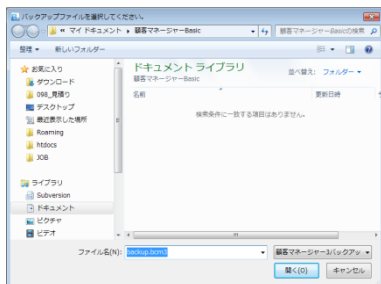 バックアップファイルを選択してください。
« マイ ドキュメント ▸ 顧客マネージャーBasic
顧客マネージャーBasicの検索
整理 ▼ 新しいフォルダー
お気に入り
ダウンロード
098_見積り
デスクトップ
最近表示した場所
Roaming
htdocs
JOB
ライブラリ
Subversion
ドキュメント
ピクチャ
ビデオ
ドキュメント ライブラリ
顧客マネージャーBasic
並べ替え: フォルダー ▼
名前 更新日時
検索条件に一致する項目はありません。
ファイル名(N): backup.bcm3
顧客マネージャー3バックアッ
開く(O) キャンセル